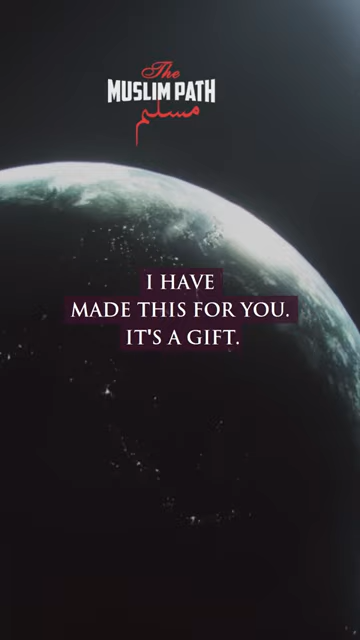 The
MUSLIM PATH
مسلم
I HAVE
MADE THIS FOR YOU.
IT'S A GIFT.